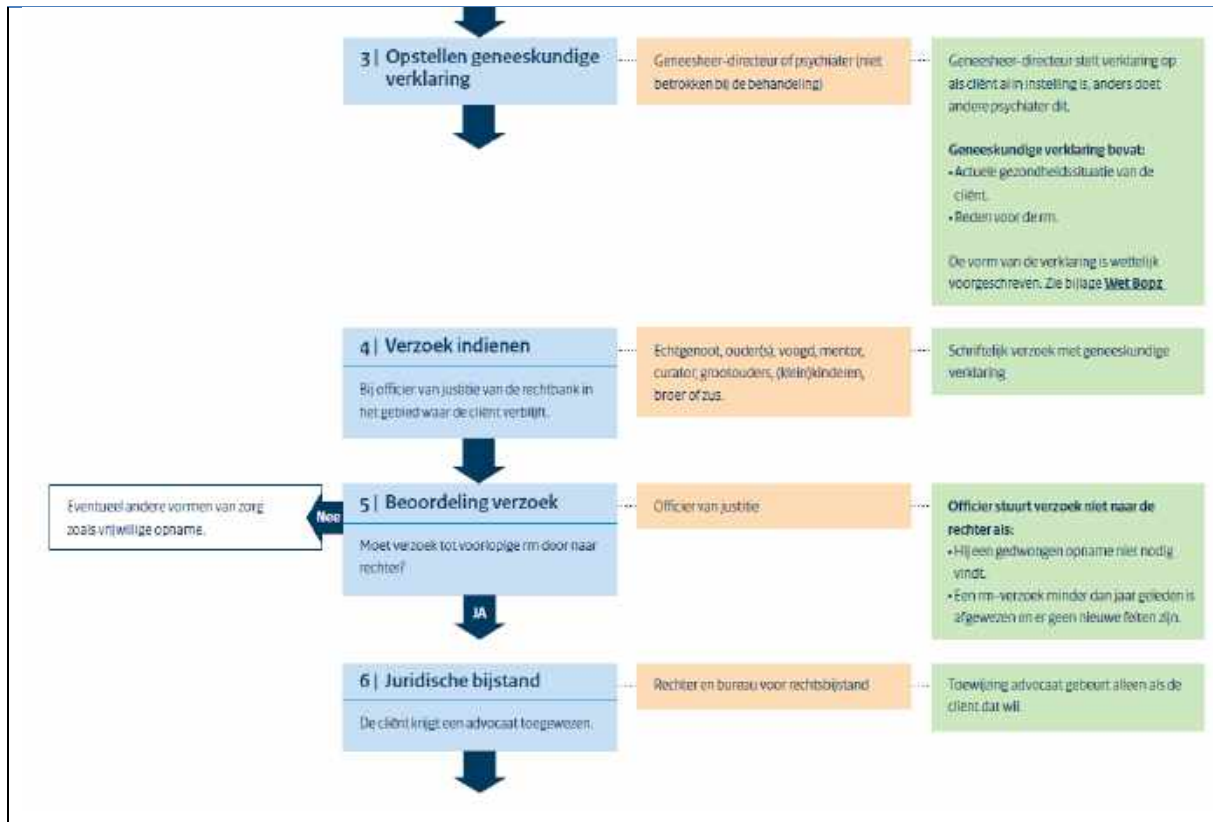 3 | Opstellen geneeskundige
verklaring
Geneesheer-directeur of psychiater (niet
betrokken bij de behandeling)
Geneesheer-directeur stelt verklaring op
als cliënt al in instelling is, anders doet
andere psychiater dit.
Geneeskundige verklaring bevat:
• Actuele gezondheidssituatie van de
cliënt.
• Reden voor de rm.
De vorm van de verklaring is wettelijk
voorgeschreven. Zie bijlage Wet Bopz
4 | Verzoek indienen
Bij officier van justitie van de rechtbank in
het gebied waar de cliënt verblijft.
Echtgenoot, ouder(s), voogd, mentor,
curator, grootouders, (klein)kinderen,
broer of zus.
Schriftelijk verzoek met geneeskundige
verklaring
Eventueel andere vormen van zorg
zoals vrijwillige opname.
Nee
5 | Beoordeling verzoek
Moet verzoek tot voorlopige rm door naar
rechter?
Officier van justitie
Officier stuurt verzoek niet naar de
rechter als:
• Hij een gedwongen opname niet nodig
vindt.
• Een rm-verzoek minder dan jaar geleden is
afgewezen en er geen nieuwe feiten zijn.
JA
6 | Juridische bijstand
De cliënt krijgt een advocaat toegewezen.
Rechter en bureau voor rechtsbijstand
Toewijzing advocaat gebeurt alleen als de
cliënt dat wil.